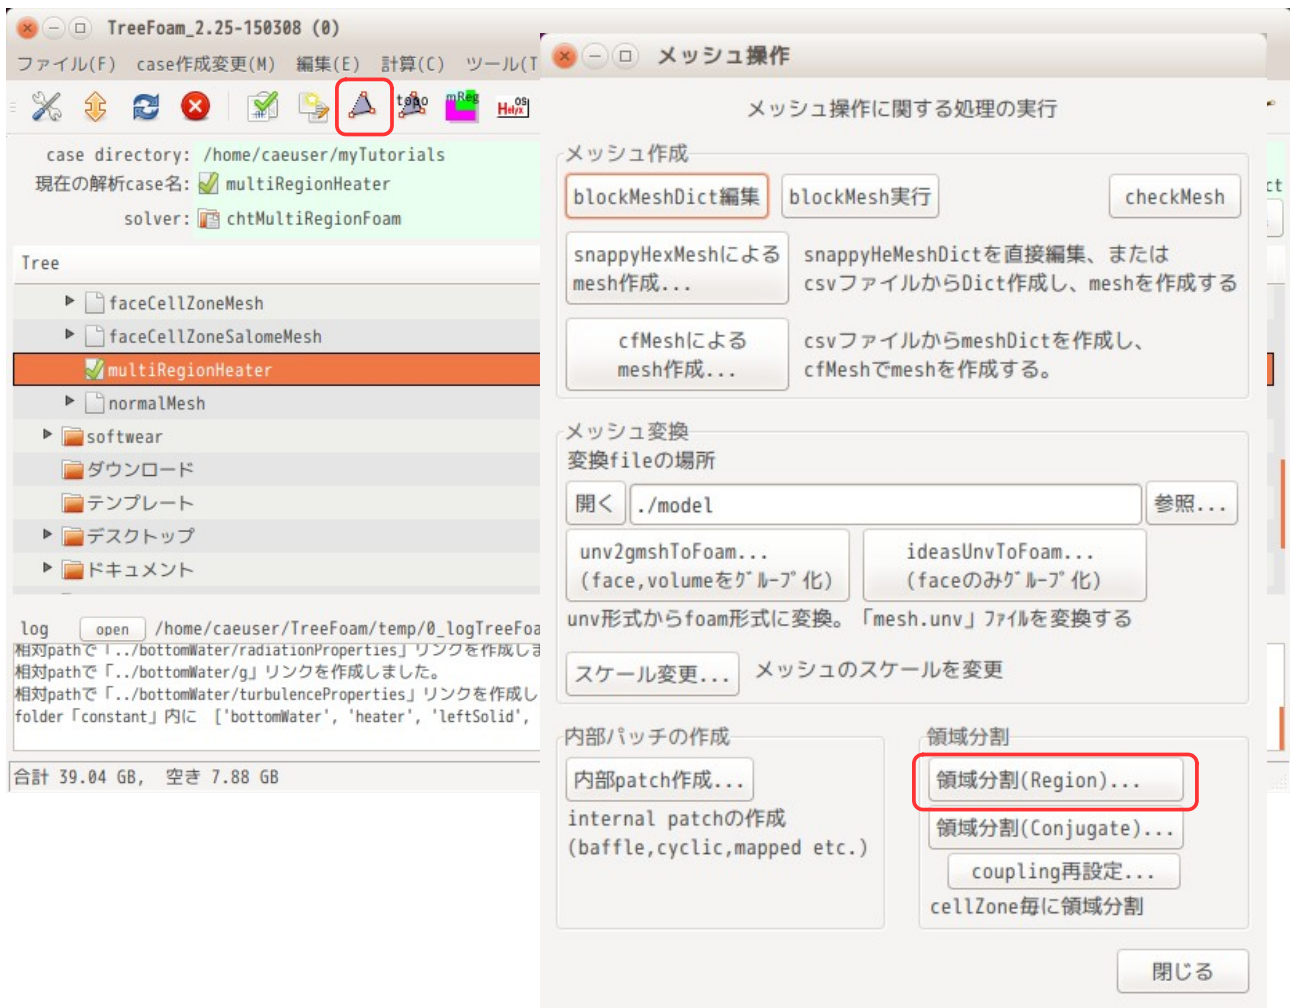 TreeFoam_2.25-150308 (0)
ファイル(F) case作成変更(M) 編集(E) 計算(C) ツール(T
topo
mReg
Helyx OS
case directory: /home/caeuser/myTutorials
現在の解析case名: multiRegionHeater
solver: chtMultiRegionFoam
Tree
faceCellZoneMesh
faceCellZoneSalomeMesh
multiRegionHeater
normalMesh
softwear
ダウンロード
テンプレート
デスクトップ
ドキュメント
log open /home/caeuser/TreeFoam/temp/0_logTreeFoa
相対pathで「../bottomWater/radiationProperties」リンクを作成しま
相対pathで「../bottomWater/g」リンクを作成しました。
相対pathで「../bottomWater/turbulenceProperties」リンクを作成し
folder「constant」内に ['bottomWater', 'heater', 'leftSolid',
合計 39.04 GB, 空き 7.88 GB
メッシュ操作
メッシュ操作に関する処理の実行
メッシュ作成
blockMeshDict編集 blockMesh実行 checkMesh
snappyHexMeshによる
mesh作成...
snappyHeMeshDictを直接編集、または
csvファイルからDict作成し、meshを作成する
cfMeshによる
mesh作成...
csvファイルからmeshDictを作成し、
cfMeshでmeshを作成する。
メッシュ変換
変換fileの場所
開く ./model 参照...
unv2gmshToFoam...
(face,volumeをｸﾞﾙｰﾌﾟ化)
ideasUnvToFoam...
(faceのみｸﾞﾙｰﾌﾟ化)
unv形式からfoam形式に変換。「mesh.unv」ﾌｧｲﾙを変換する
スケール変更... メッシュのスケールを変更
内部パッチの作成
内部patch作成...
internal patchの作成
(baffle,cyclic,mapped etc.)
領域分割
領域分割(Region)...
領域分割(Conjugate)...
coupling再設定...
cellZone毎に領域分割
閉じる
ct